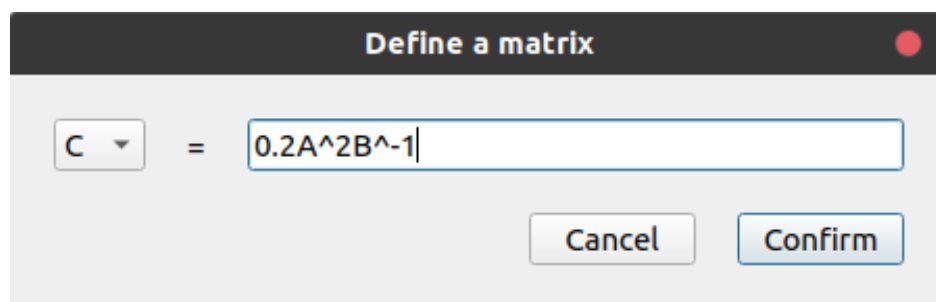 Define a matrix
C = 0.2A^2B^-1
Cancel Confirm